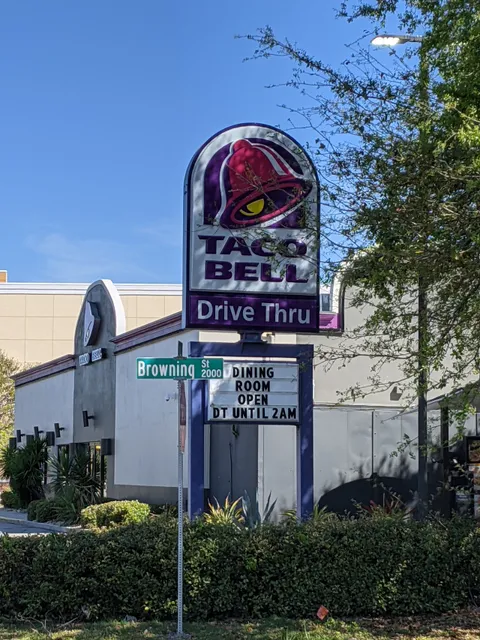 TACO
BELL
Drive Thru
Browning St
2000
DINING
ROOM
OPEN
DT UNTIL 2AM